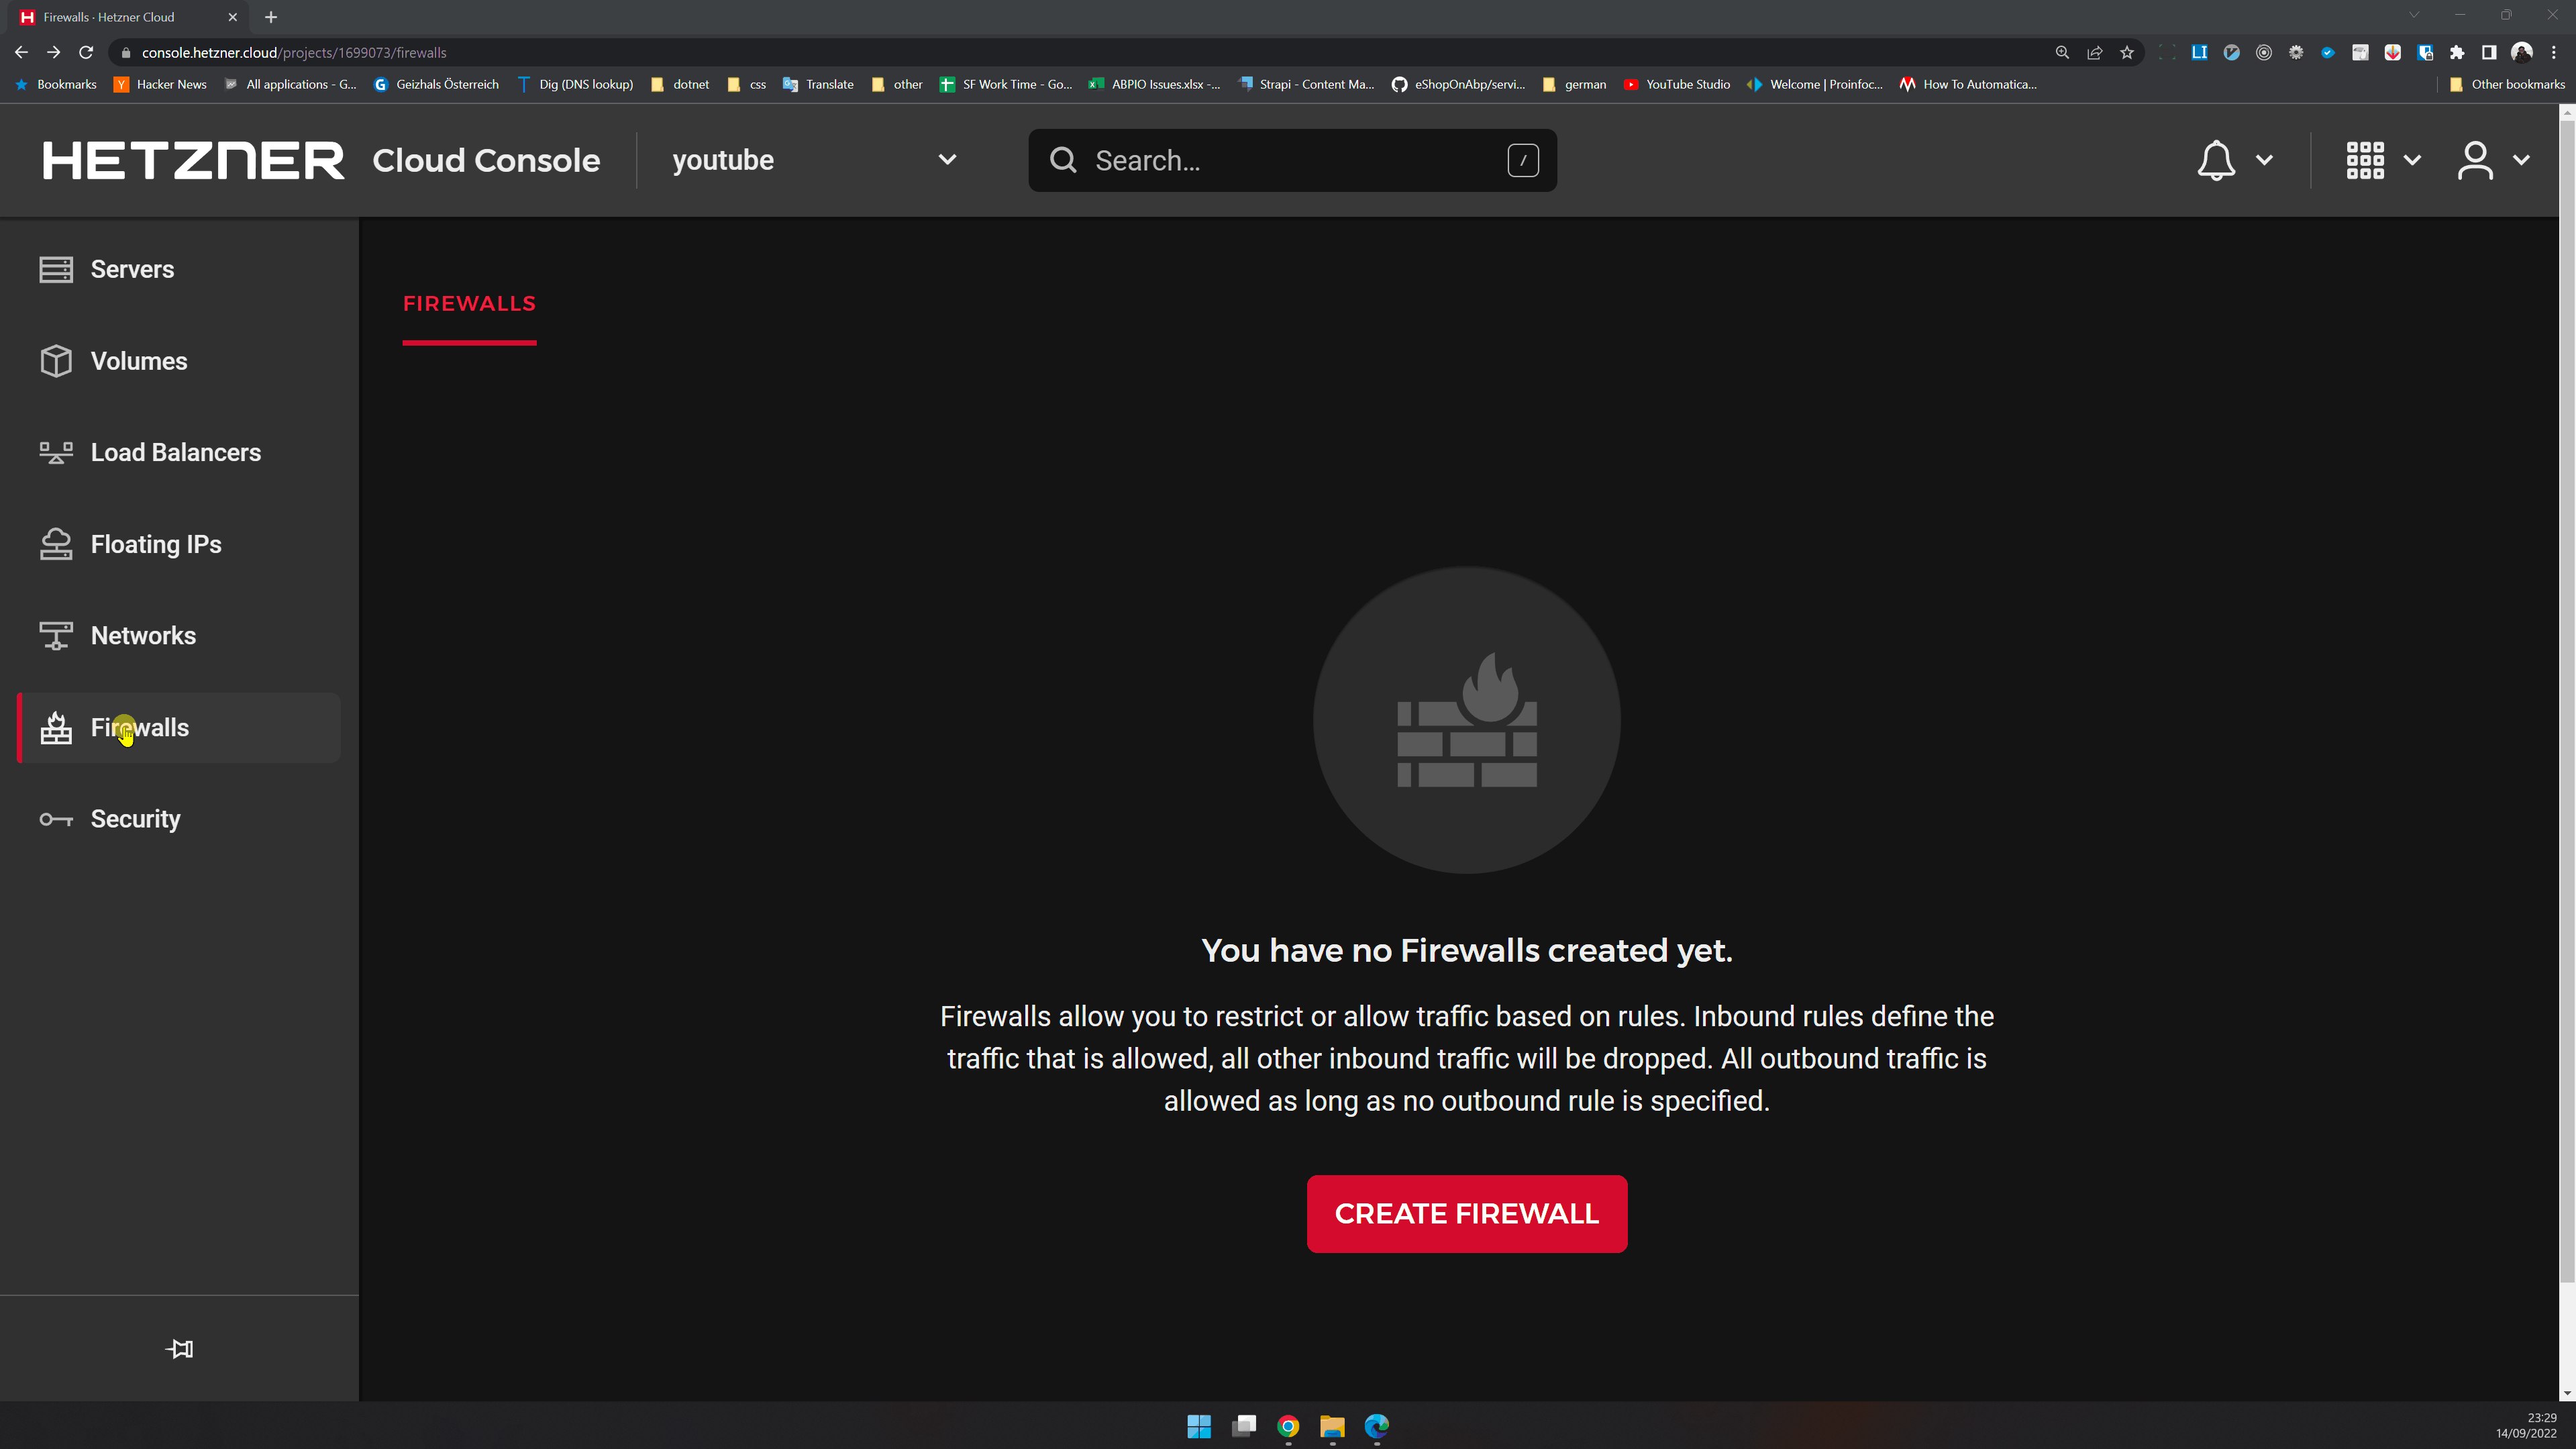 Firewalls · Hetzner Cloud
console.hetzner.cloud/projects/1699073/firewalls
Bookmarks Hacker News All applications - G... Geizhals Österreich Dig (DNS lookup) dotnet css Translate other SF Work Time - Go... ABPIO Issues.xlsx -... Strapi - Content Ma... eShopOnAbp/servi... german YouTube Studio Welcome | Proinfoc... How To Automatica... Other bookmarks
HETZNER Cloud Console youtube Search... /
Servers
Volumes
Load Balancers
Floating IPs
Networks
Firewalls
Security
FIREWALLS
You have no Firewalls created yet.
Firewalls allow you to restrict or allow traffic based on rules. Inbound rules define the
traffic that is allowed, all other inbound traffic will be dropped. All outbound traffic is
allowed as long as no outbound rule is specified.
CREATE FIREWALL
23:29
14/09/2022